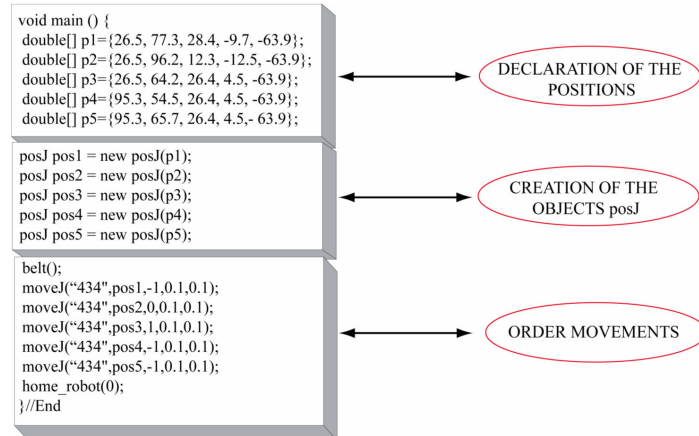 void main () {
double[] p1={26.5, 77.3, 28.4, -9.7, -63.9};
double[] p2={26.5, 96.2, 12.3, -12.5, -63.9};
double[] p3={26.5, 64.2, 26.4, 4.5, -63.9};
double[] p4={95.3, 54.5, 26.4, 4.5, -63.9};
double[] p5={95.3, 65.7, 26.4, 4.5,- 63.9};
DECLARATION OF THE
POSITIONS
posJ pos1 = new posJ(p1);
posJ pos2 = new posJ(p2);
posJ pos3 = new posJ(p3);
posJ pos4 = new posJ(p4);
posJ pos5 = new posJ(p5);
CREATION OF THE
OBJECTS posJ
belt();
moveJ(“434",pos1,-1,0.1,0.1);
moveJ(“434",pos2,0,0.1,0.1);
moveJ(“434",pos3,1,0.1,0.1);
moveJ(“434",pos4,-1,0.1,0.1);
moveJ(“434",pos5,-1,0.1,0.1);
home_robot(0);
}//End
ORDER MOVEMENTS